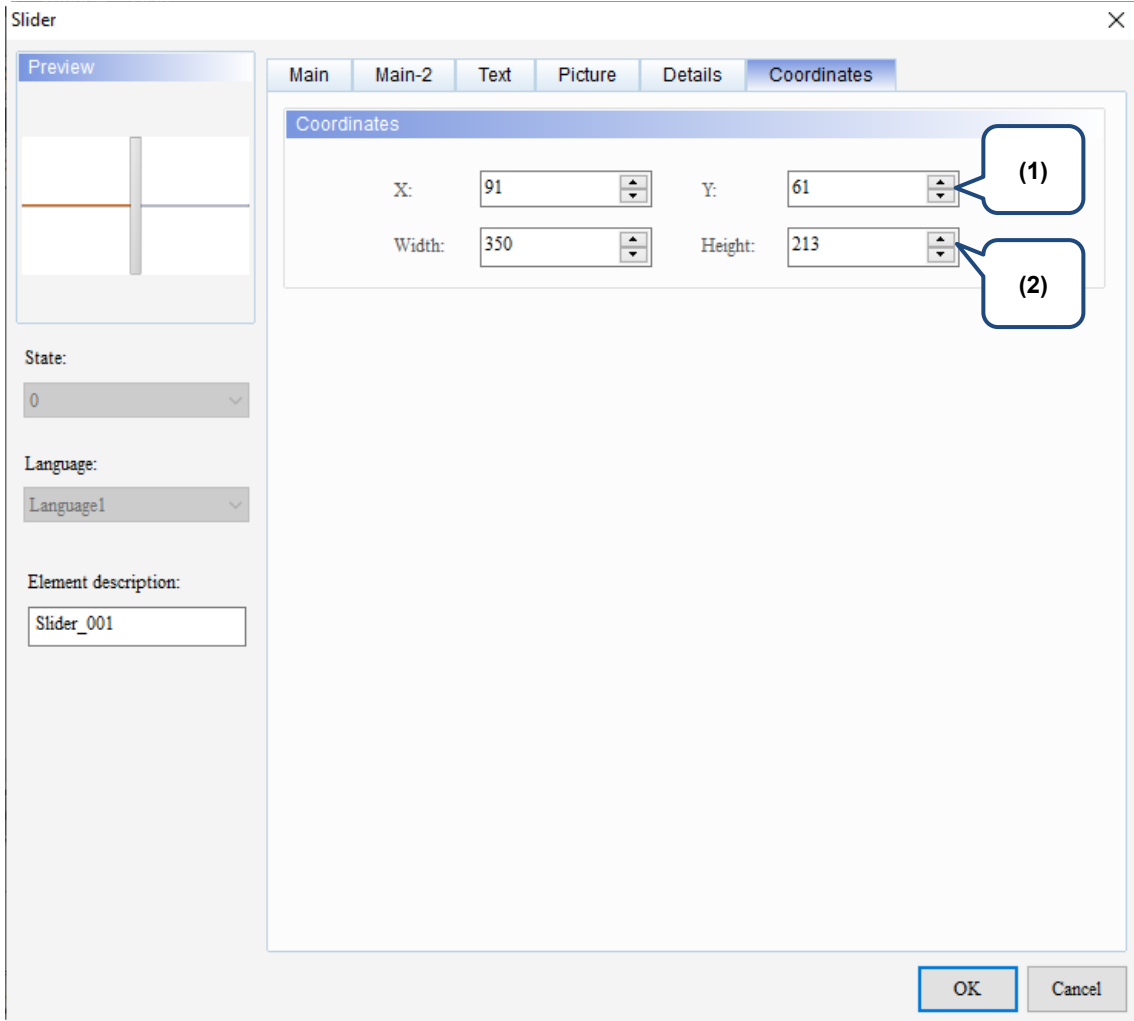 Slider
Preview
Main Main-2 Text Picture Details Coordinates
Coordinates
X: 91 Y: 61
(1)
Width: 350 Height: 213
(2)
State:
0
Language:
Language1
Element description:
Slider_001
OK Cancel